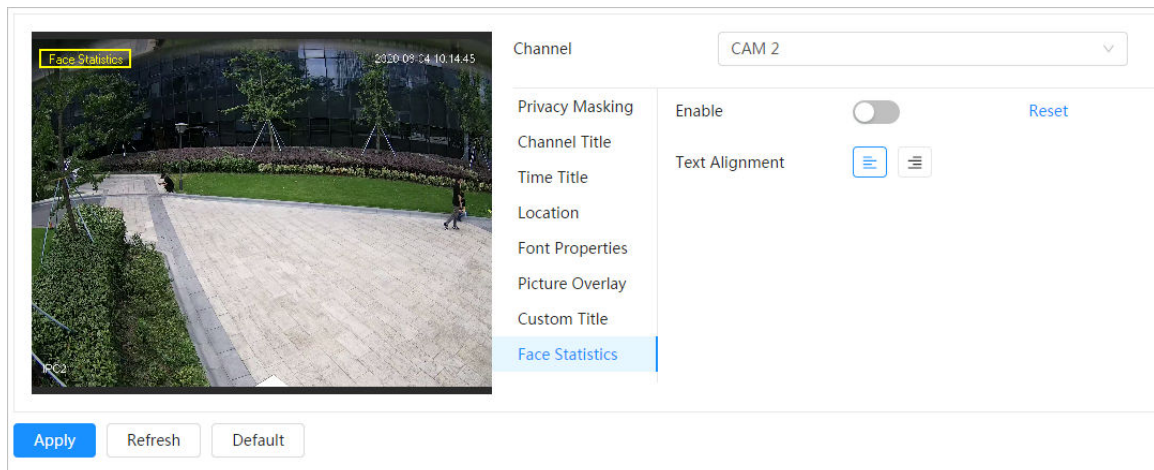 Face Statistics
2020-09-04 10:14:45
IPC2
Channel
CAM 2
Privacy Masking
Channel Title
Time Title
Location
Font Properties
Picture Overlay
Custom Title
Face Statistics
Enable
Reset
Text Alignment
Apply
Refresh
Default